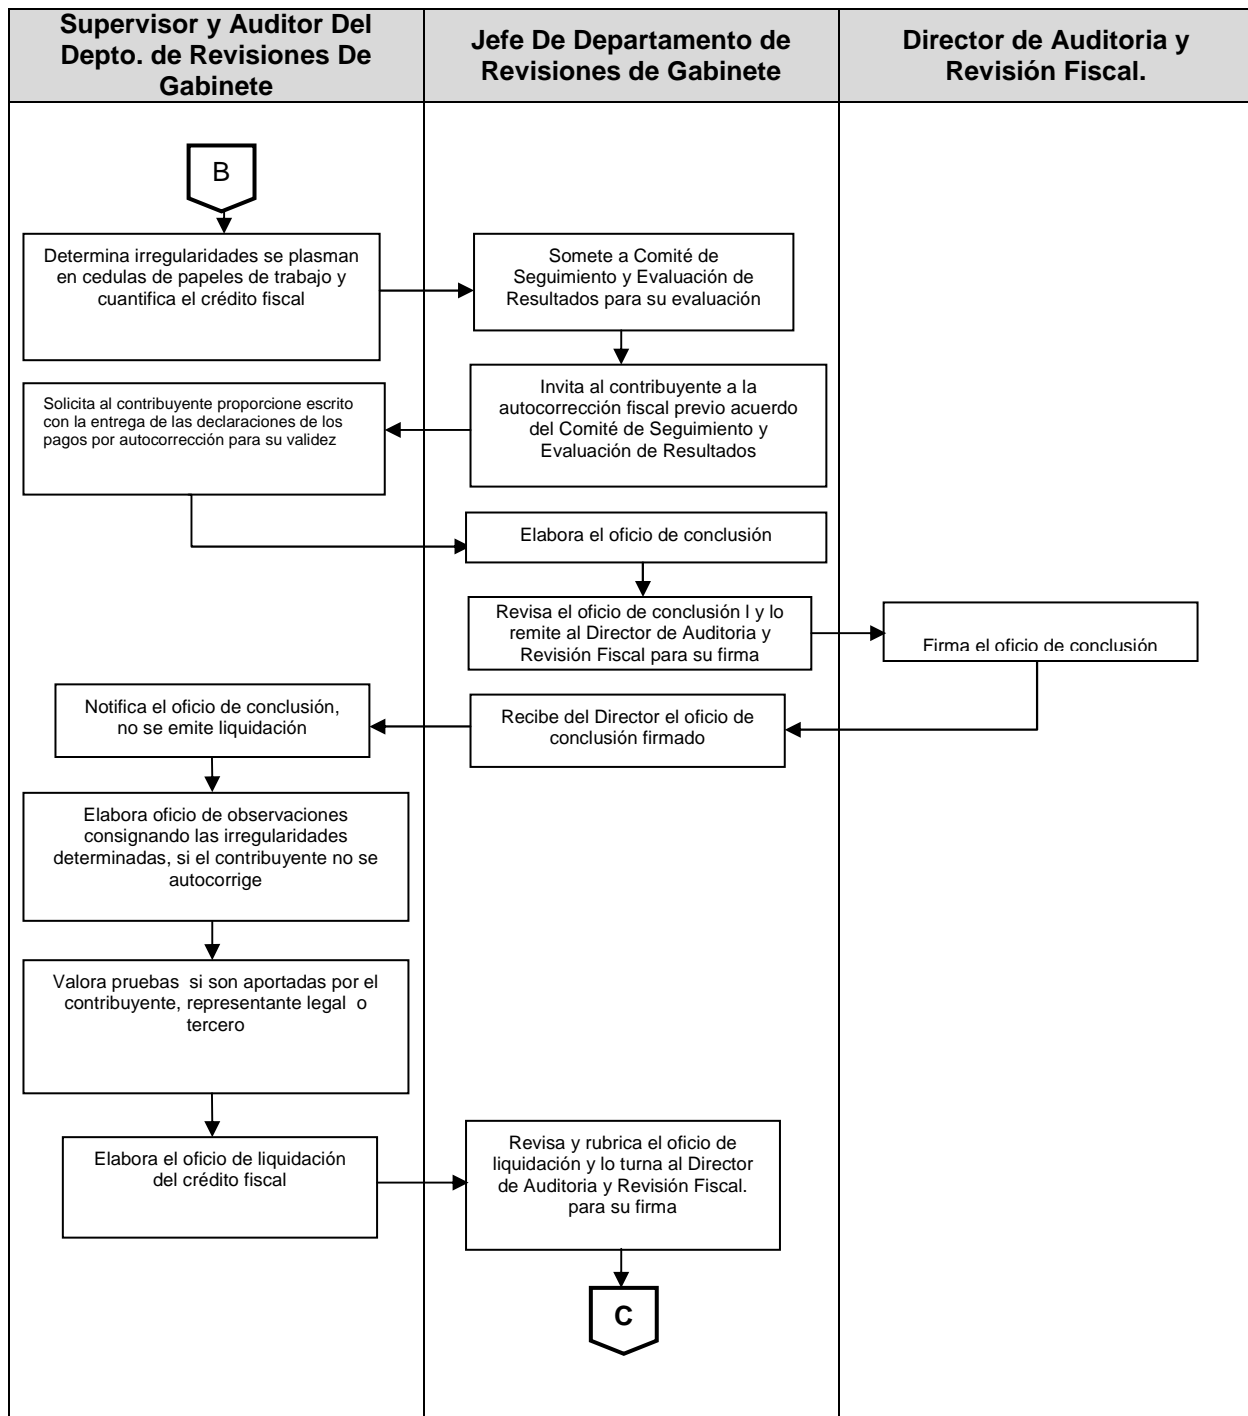 Supervisor y Auditor Del
Depto. de Revisiones De
Gabinete
Jefe De Departamento de
Revisiones de Gabinete
Director de Auditoria y
Revisión Fiscal.
B
Determina irregularidades se plasman
en cedulas de papeles de trabajo y
cuantifica el crédito fiscal
Somete a Comité de
Seguimiento y Evaluación de
Resultados para su evaluación
Invita al contribuyente a la
autocorrección fiscal previo acuerdo
del Comité de Seguimiento y
Evaluación de Resultados
Solicita al contribuyente proporcione escrito
con la entrega de las declaraciones de los
pagos por autocorrección para su validez
Elabora el oficio de conclusión
Revisa el oficio de conclusión l y lo
remite al Director de Auditoria y
Revisión Fiscal para su firma
Firma el oficio de conclusión
Recibe del Director el oficio de
conclusión firmado
Notifica el oficio de conclusión,
no se emite liquidación
Elabora oficio de observaciones
consignando las irregularidades
determinadas, si el contribuyente no se
autocorrige
Valora pruebas  si son aportadas por el
contribuyente, representante legal  o
tercero
Elabora el oficio de liquidación
del crédito fiscal
Revisa y rubrica el oficio de
liquidación y lo turna al Director
de Auditoria y Revisión Fiscal.
para su firma
C